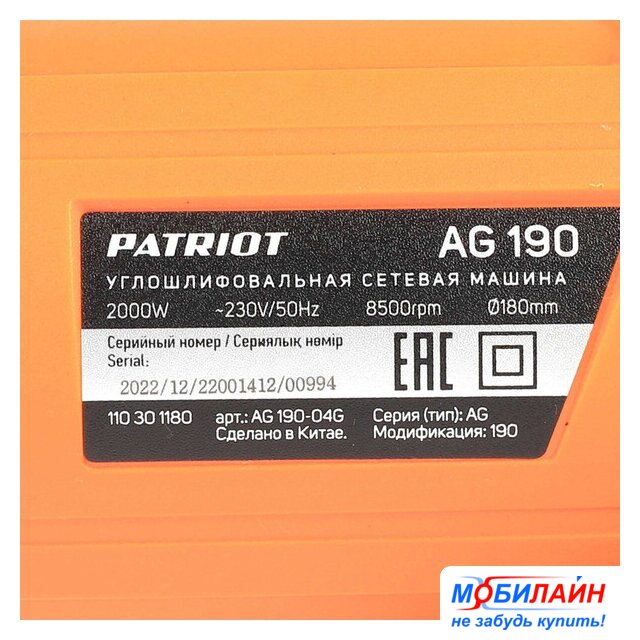 PATRIOT AG 190
УГЛОШЛИФОВАЛЬНАЯ СЕТЕВАЯ МАШИНА
2000W ~230V/50Hz 8500rpm Ø180mm
Серийный номер / Сериялық нөмір
Serial:
2022/12/22001412/00994
EAC
110 30 1180 арт.: AG 190-04G Серия (тип): AG
Сделано в Китае. Модификация: 190
МОБИЛАЙН
не забудь купить!